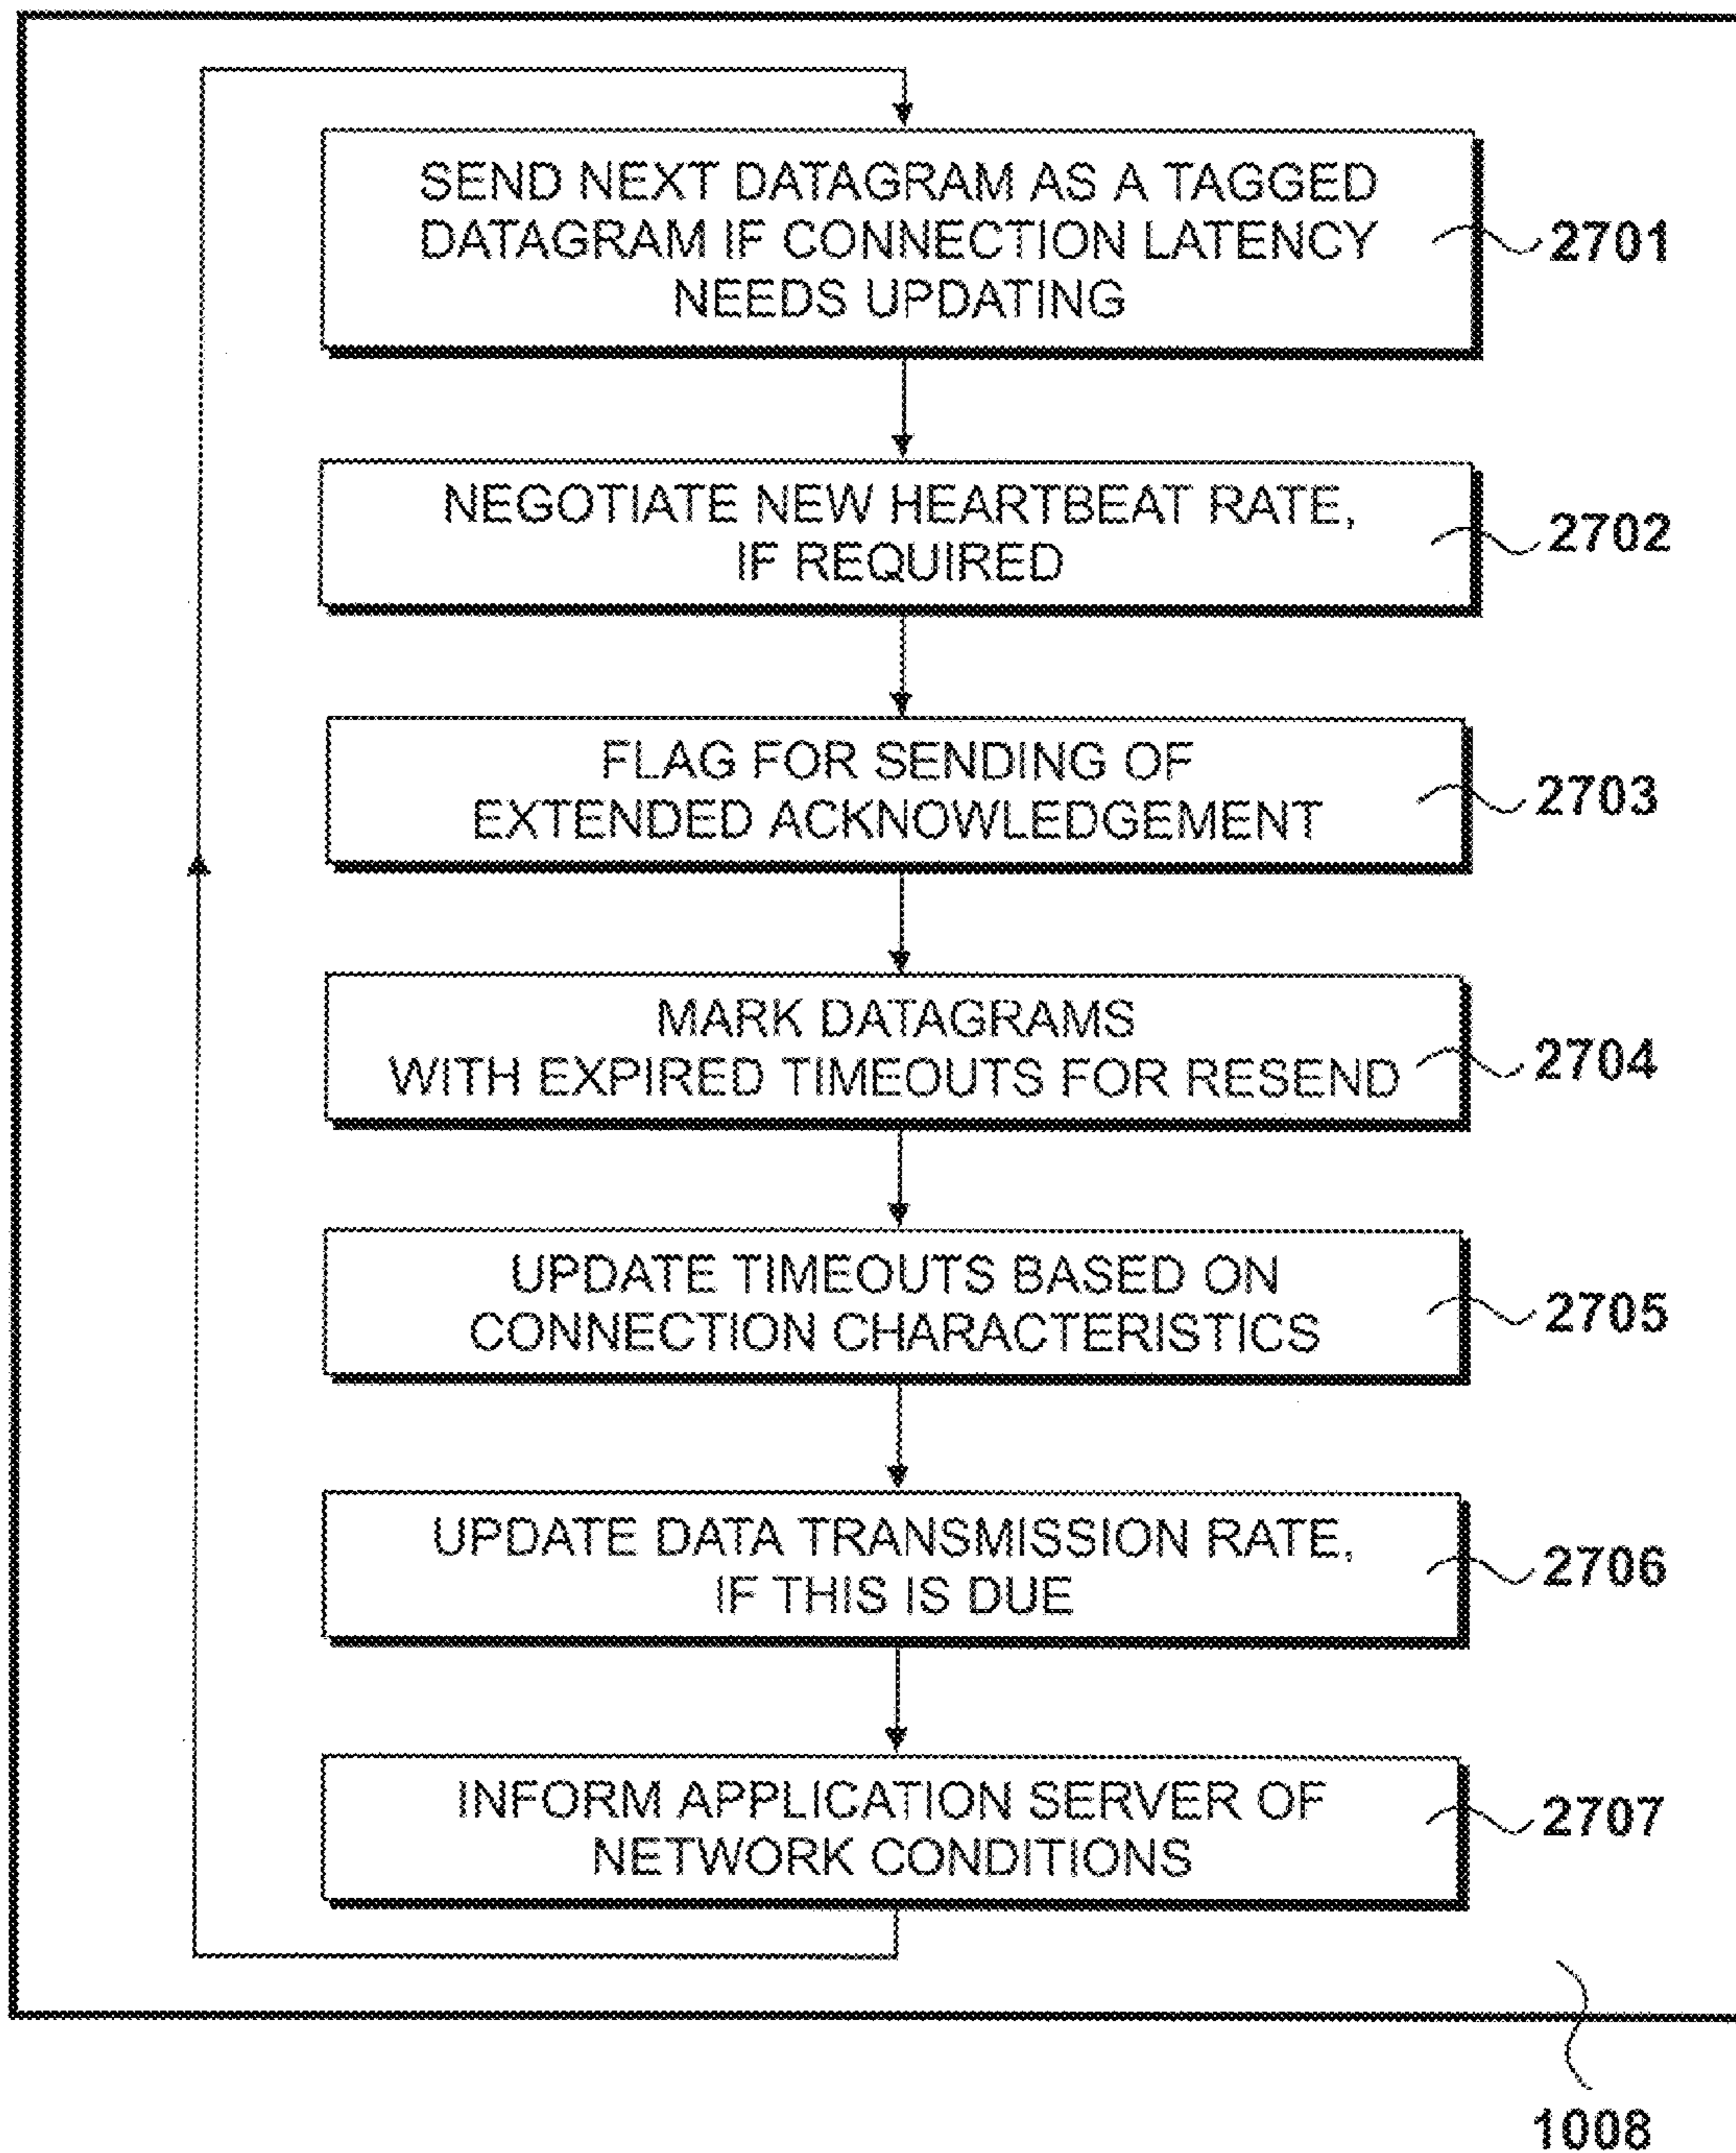 SEND NEXT DATAGRAM AS A TAGGED
DATAGRAM IF CONNECTION LATENCY
NEEDS UPDATING
2701
NEGOTIATE NEW HEARTBEAT RATE,
IF REQUIRED
2702
FLAG FOR SENDING OF
EXTENDED ACKNOWLEDGEMENT
2703
MARK DATAGRAMS
WITH EXPIRED TIMEOUTS FOR RESEND
2704
UPDATE TIMEOUTS BASED ON
CONNECTION CHARACTERISTICS
2705
UPDATE DATA TRANSMISSION RATE,
IF THIS IS DUE
2706
INFORM APPLICATION SERVER OF
NETWORK CONDITIONS
2707
1008